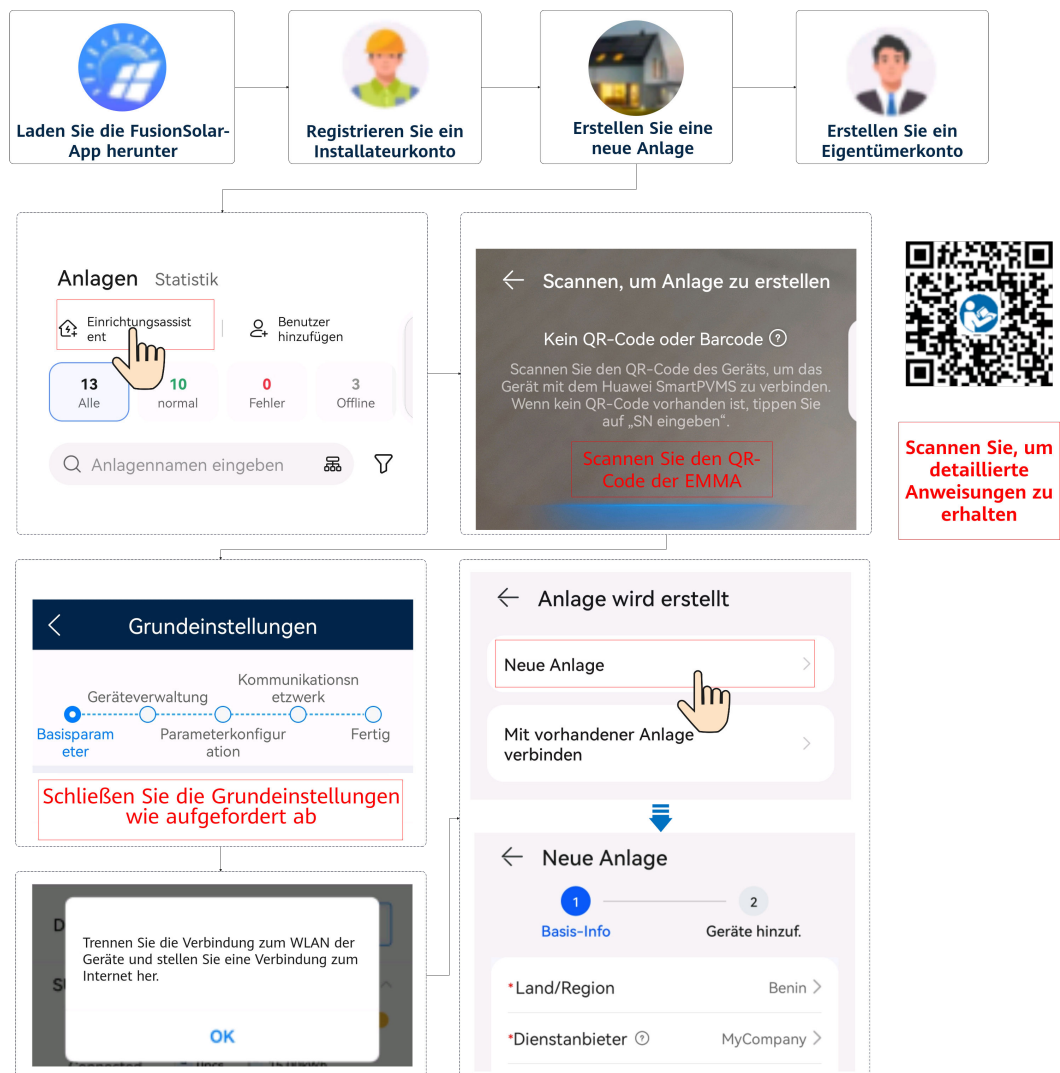 Laden Sie die FusionSolar-
App herunter
Registrieren Sie ein
Installateurkonto
Erstellen Sie eine
neue Anlage
Erstellen Sie ein
Eigentümerkonto
Anlagen Statistik
Einrichtungsassist
ent
Benutzer
hinzufügen
13
Alle
10
normal
0
Fehler
3
Offline
Anlagennamen eingeben
Scannen, um Anlage zu erstellen
Kein QR-Code oder Barcode
Scannen Sie den QR-Code des Geräts, um das
Gerät mit dem Huawei SmartPVMS zu verbinden.
Wenn kein QR-Code vorhanden ist, tippen Sie
auf „SN eingeben“.
Scannen Sie den QR-
Code der EMMA
Scannen Sie, um
detaillierte
Anweisungen zu
erhalten
Grundeinstellungen
Kommunikationsn
etzwerk
Geräteverwaltung
Basisparam
eter
Parameterkonfigur
ation
Fertig
Schließen Sie die Grundeinstellungen
wie aufgefordert ab
Trennen Sie die Verbindung zum WLAN der
Geräte und stellen Sie eine Verbindung zum
Internet her.
OK
Anlage wird erstellt
Neue Anlage
Mit vorhandener Anlage
verbinden
Neue Anlage
1
Basis-Info
2
Geräte hinzuf.
*Land/Region Benin
*Dienstanbieter MyCompany